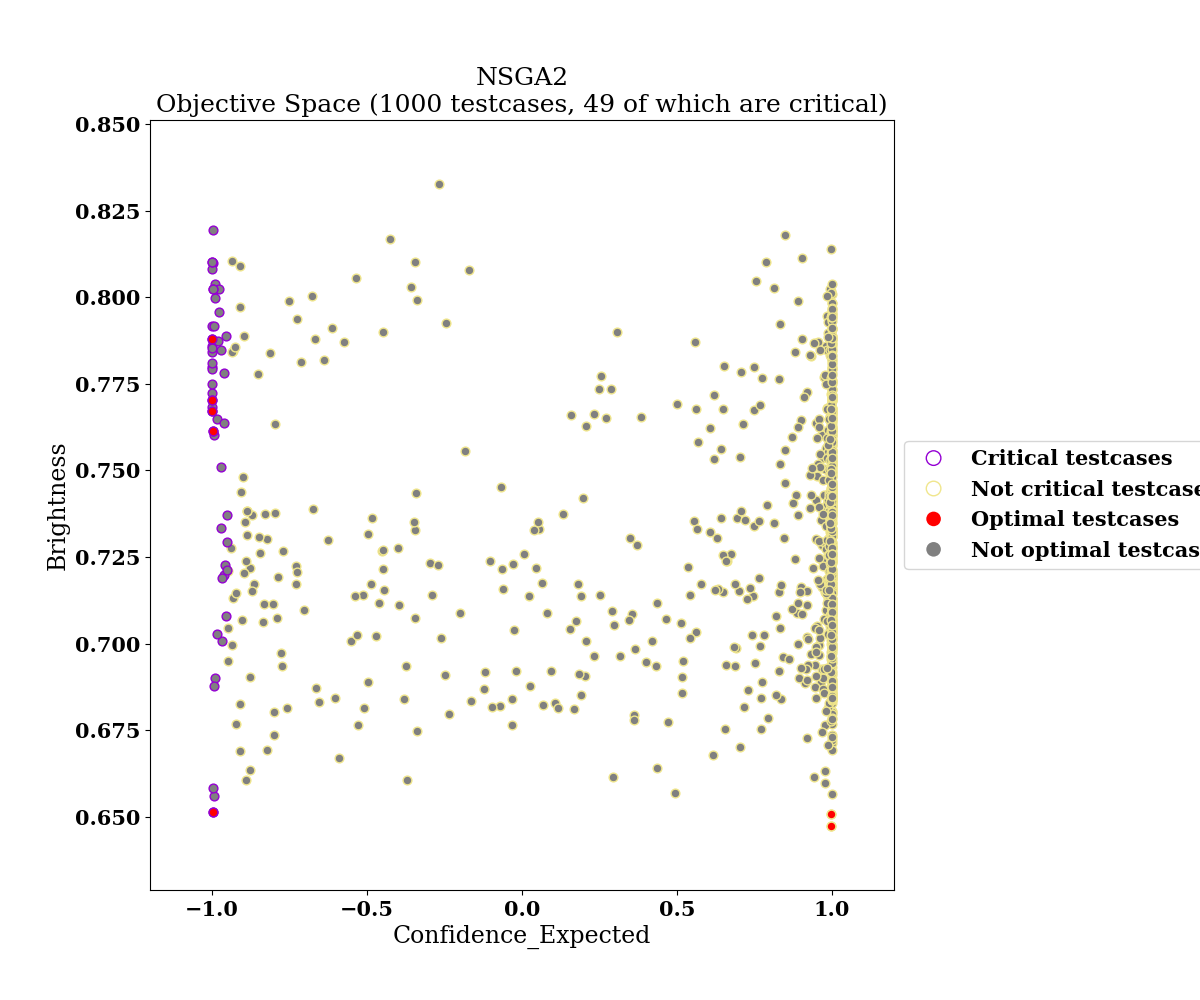 NSGA2
Objective Space (1000 testcases, 49 of which are critical)
0.850
0.825
0.800
0.775
0.750
0.725
0.700
0.675
0.650
Brightness
−1.0
−0.5
0.0
0.5
1.0
Confidence_Expected
Critical testcases
Not critical testcase
Optimal testcases
Not optimal testcas